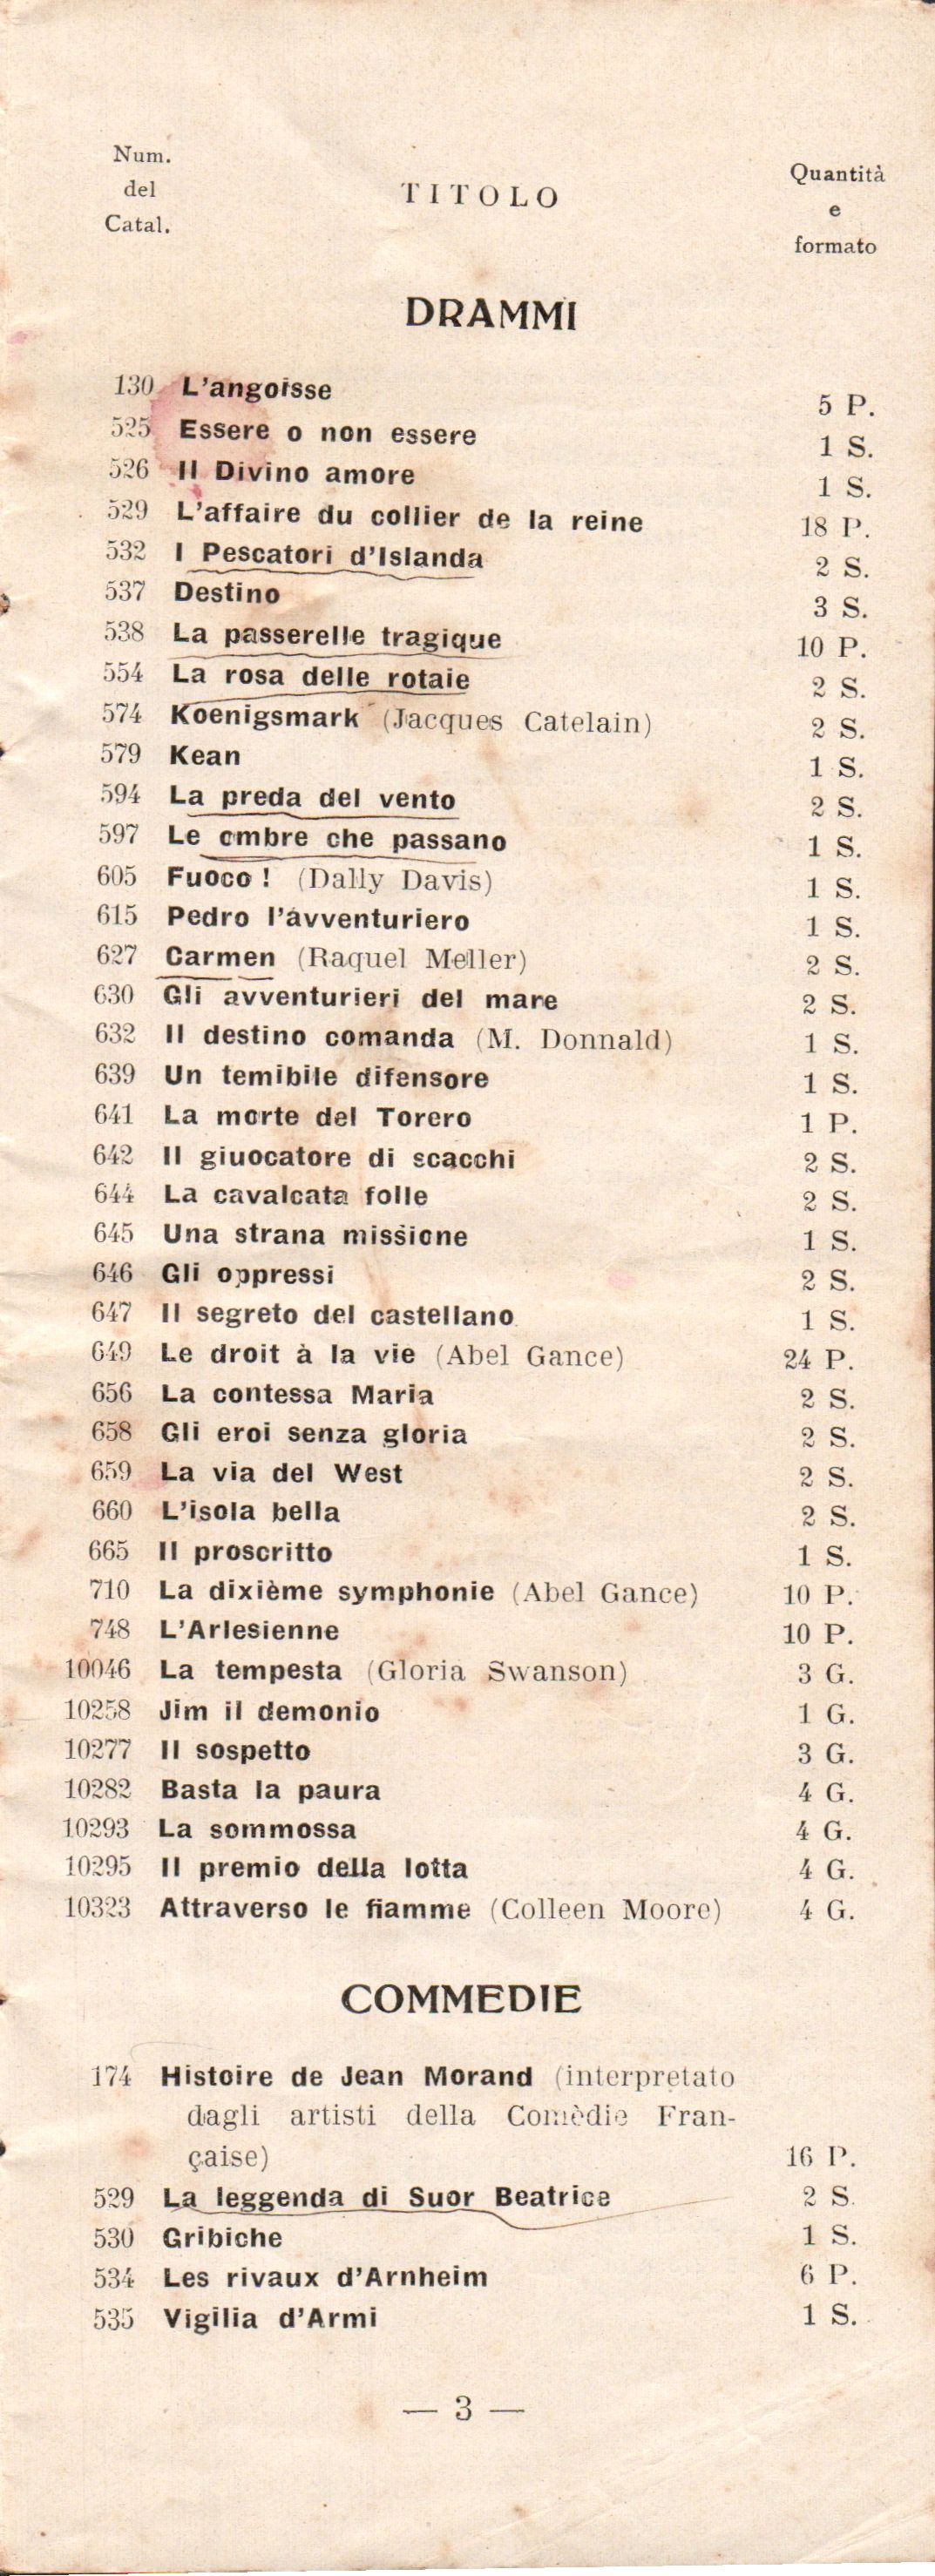 Num.
del
Catal.
TITOLO
Quantità
e
formato
DRAMMI
130 L'angoisse 5 P.
525 Essere o non essere 1 S.
526 Il Divino amore 1 S.
529 L'affaire du collier de la reine 18 P.
532 I Pescatori d'Islanda 2 S.
537 Destino 3 S.
538 La passerelle tragique 10 P.
554 La rosa delle rotaie 2 S.
574 Koenigsmark (Jacques Catelain) 2 S.
579 Kean 1 S.
594 La preda del vento 2 S.
597 Le ombre che passano 1 S.
605 Fuoco ! (Dally Davis) 1 S.
615 Pedro l'avventuriero 1 S.
627 Carmen (Raquel Meller) 2 S.
630 Gli avventurieri del mare 2 S.
632 Il destino comanda (M. Donnald) 1 S.
639 Un temibile difensore 1 S.
641 La morte del Torero 1 P.
642 Il giuocatore di scacchi 2 S.
644 La cavalcata folle 2 S.
645 Una strana missione 1 S.
646 Gli oppressi 2 S.
647 Il segreto del castellano 1 S.
649 Le droit à la vie (Abel Gance) 24 P.
656 La contessa Maria 2 S.
658 Gli eroi senza gloria 2 S.
659 La via del West 2 S.
660 L'isola bella 2 S.
665 Il proscritto 1 S.
710 La dixième symphonie (Abel Gance) 10 P.
748 L'Arlesienne 10 P.
10046 La tempesta (Gloria Swanson) 3 G.
10258 Jim il demonio 1 G.
10277 Il sospetto 3 G.
10282 Basta la paura 4 G.
10293 La sommossa 4 G.
10295 Il premio della lotta 4 G.
10323 Attraverso le fiamme (Colleen Moore) 4 G.
COMMEDIE
174 Histoire de Jean Morand (interpretato
dagli artisti della Comèdie Fran-
çaise) 16 P.
529 La leggenda di Suor Beatrice 2 S.
530 Gribiche 1 S.
534 Les rivaux d'Arnheim 6 P.
535 Vigilia d'Armi 1 S.
— 3 —